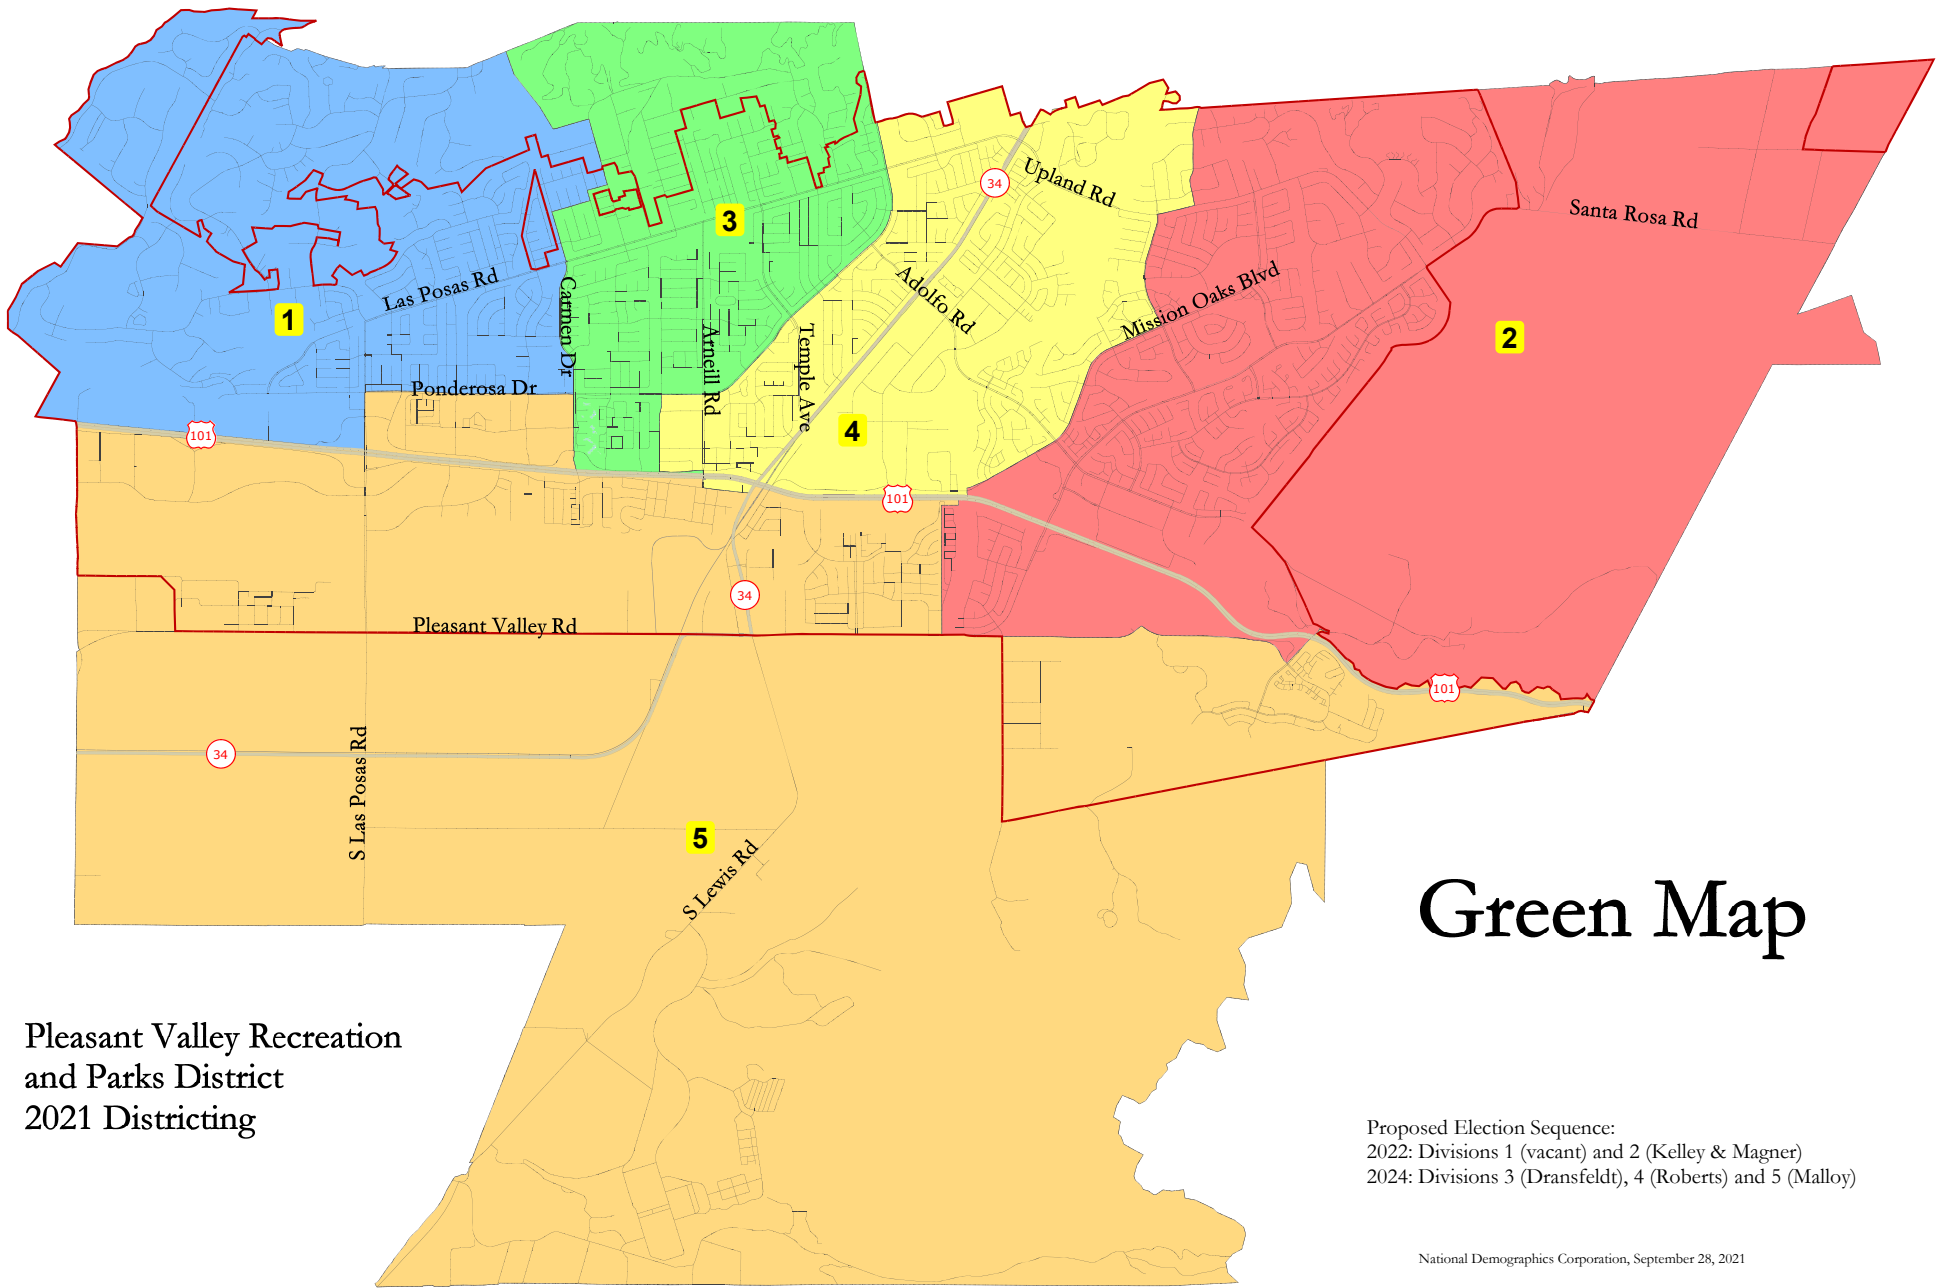 34
Upland Rd
3
Santa Rosa Rd
Las Posas Rd
Carmen Dr
Adolfo Rd
Mission Oaks Blvd
1
Arneill Rd
Temple Ave
2
Ponderosa Dr
4
101
101
34
Pleasant Valley Rd
101
34
S Las Posas Rd
5
S Lewis Rd
Green Map
Pleasant Valley Recreation
and Parks District
2021 Districting
Proposed Election Sequence:
2022: Divisions 1 (vacant) and 2 (Kelley & Magner)
2024: Divisions 3 (Dransfeldt), 4 (Roberts) and 5 (Malloy)
National Demographics Corporation, September 28, 2021